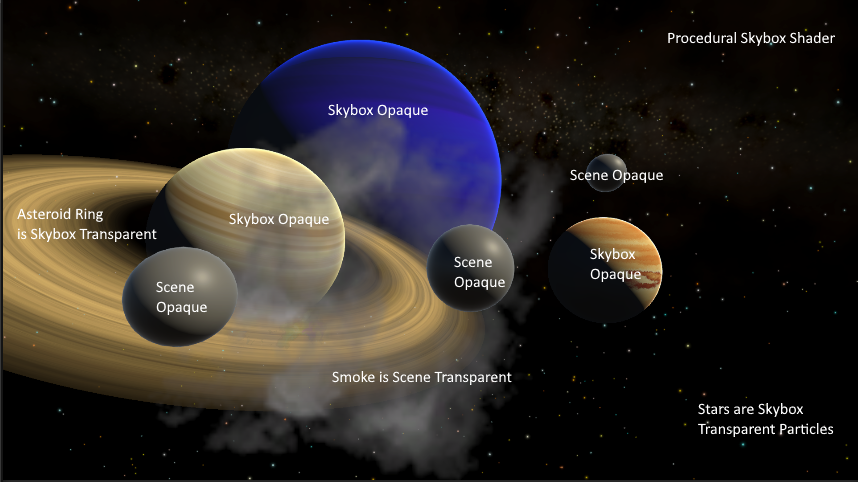 Procedural Skybox Shader
Skybox Opaque
Scene Opaque
Asteroid Ring
is Skybox Transparent
Skybox Opaque
Skybox
Opaque
Scene
Opaque
Scene
Opaque
Smoke is Scene Transparent
Stars are Skybox
Transparent Particles